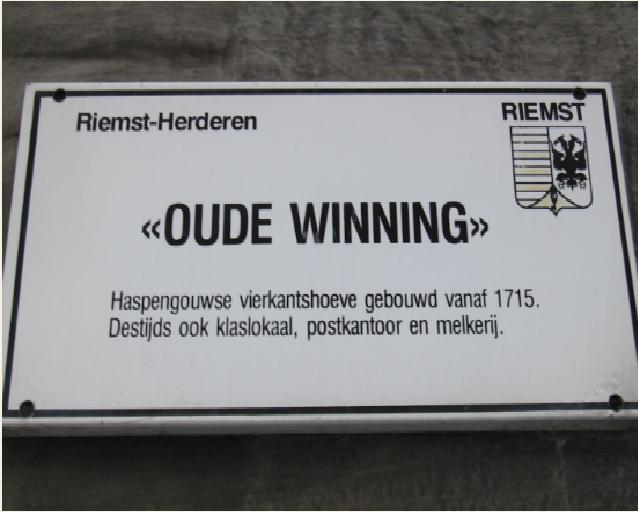 Riemst-Herderen
RIEMST
«OUDE WINNING»
Haspengouwse vierkantshoeve gebouwd vanaf 1715.
Destijds ook klaslokaal, postkantoor en melkerij.